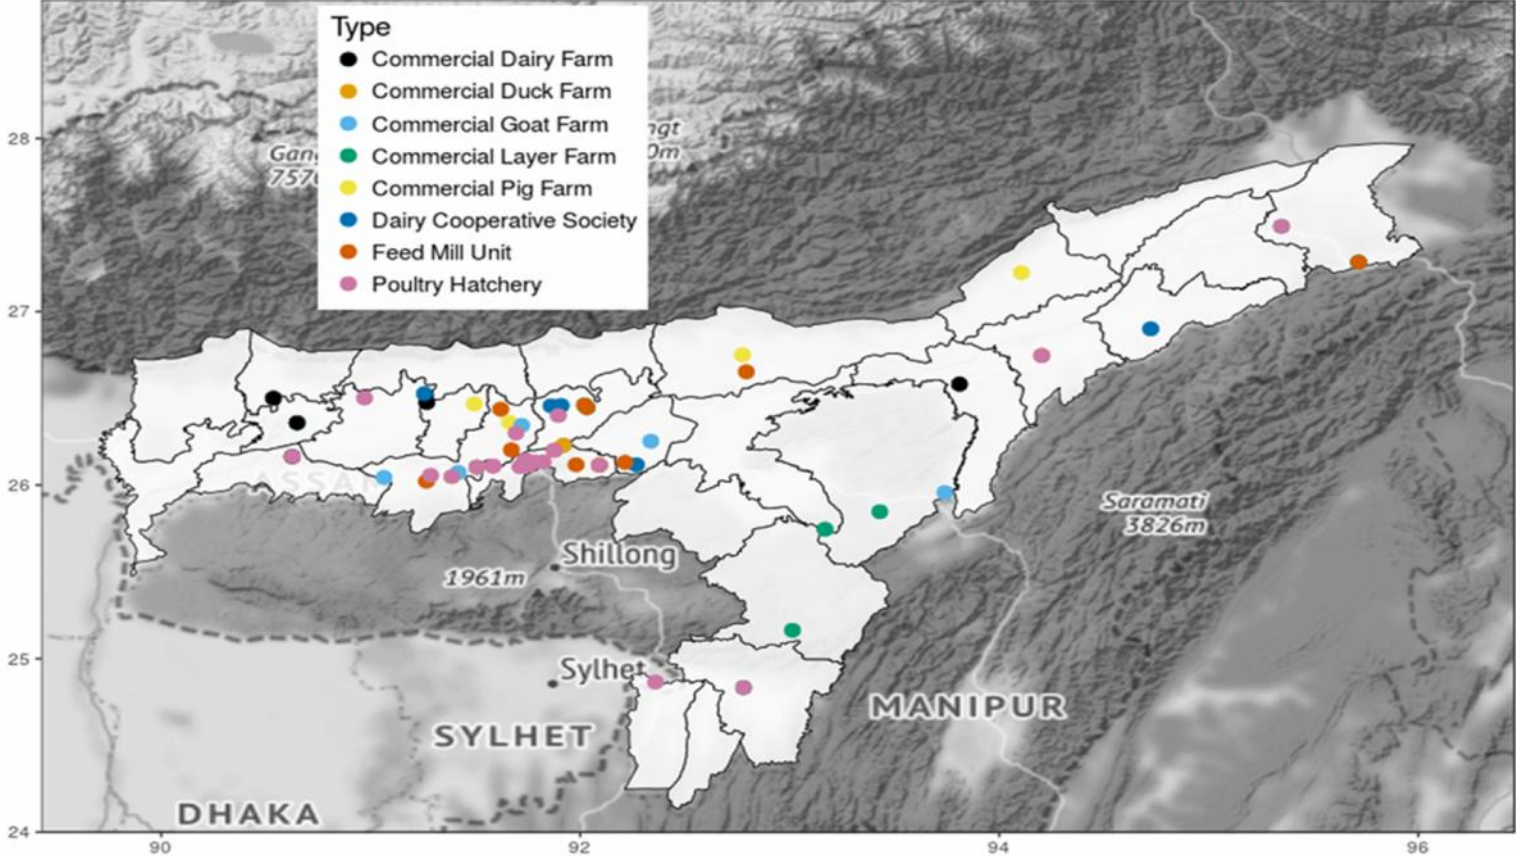 Type
Commercial Dairy Farm
Commercial Duck Farm
Commercial Goat Farm
Commercial Layer Farm
Commercial Pig Farm
Dairy Cooperative Society
Feed Mill Unit
Poultry Hatchery
28
27
26
25
24
ASSAM
Saramati
3826m
Shillong
1961m
Sylhet
SYLHET
MANIPUR
DHAKA
90
92
94
96